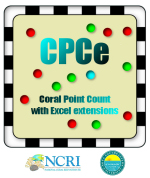 CPCe
Coral Point Count
with Excel extensions
NCRI